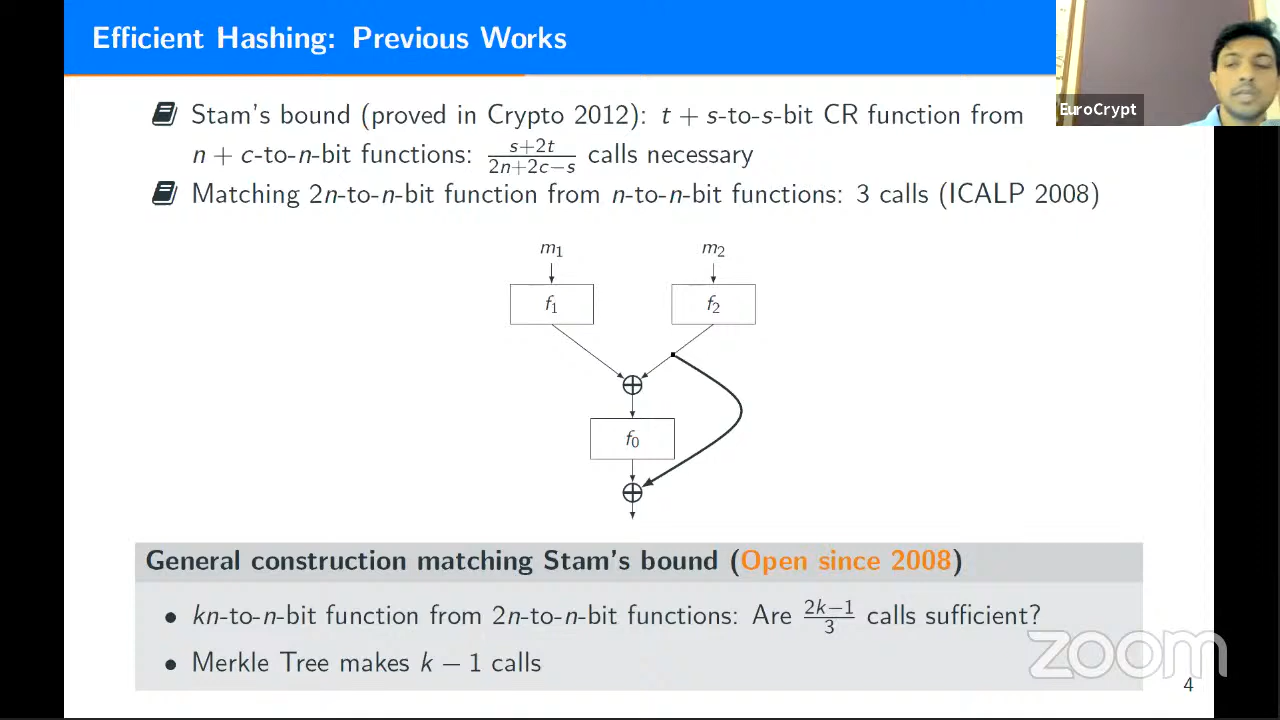 Efficient Hashing: Previous Works
EuroCrypt
Stam's bound (proved in Crypto 2012): t + s-to-s-bit CR function from
n + c-to-n-bit functions: s+2t/2n+2c−s calls necessary
Matching 2n-to-n-bit function from n-to-n-bit functions: 3 calls (ICALP 2008)
m1 m2
f1 f2
f0
General construction matching Stam's bound (Open since 2008)
• kn-to-n-bit function from 2n-to-n-bit functions: Are 2k−1/3 calls sufficient?
• Merkle Tree makes k − 1 calls
zoom
4